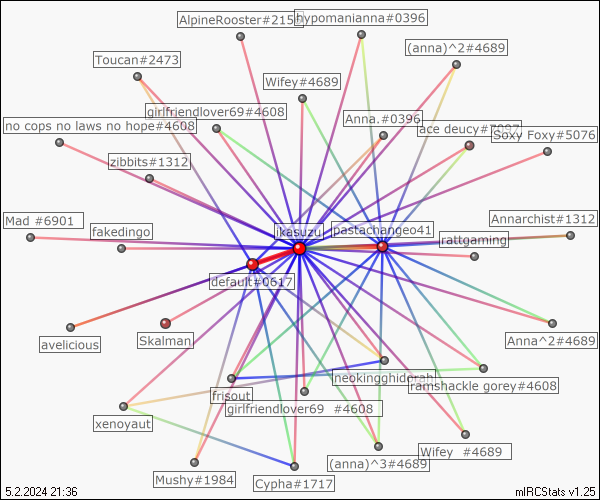 AlpineRooster#215
hypomanianna#0396
(anna)^2#4689
Toucan#2473
Wifey#4689
girlfriendlover69#4608
Anna.#0396
no cops no laws no hope#4608
ace deucy#7097
Soxy Foxy#5076
zibbits#1312
Mad #6901
fakedingo
ikasuzu
pastachangeo41
rattgaming
Annarchist#1312
default#0617
avelicious
Skalman
Anna^2#4689
neokingghidorah
ramshackle gorey#4608
frisout
girlfriendlover69 #4608
xenoyaut
Wifey #4689
(anna)^3#4689
Mushy#1984
Cypha#1717
5.2.2024 21:36
mIRCStats v1.25